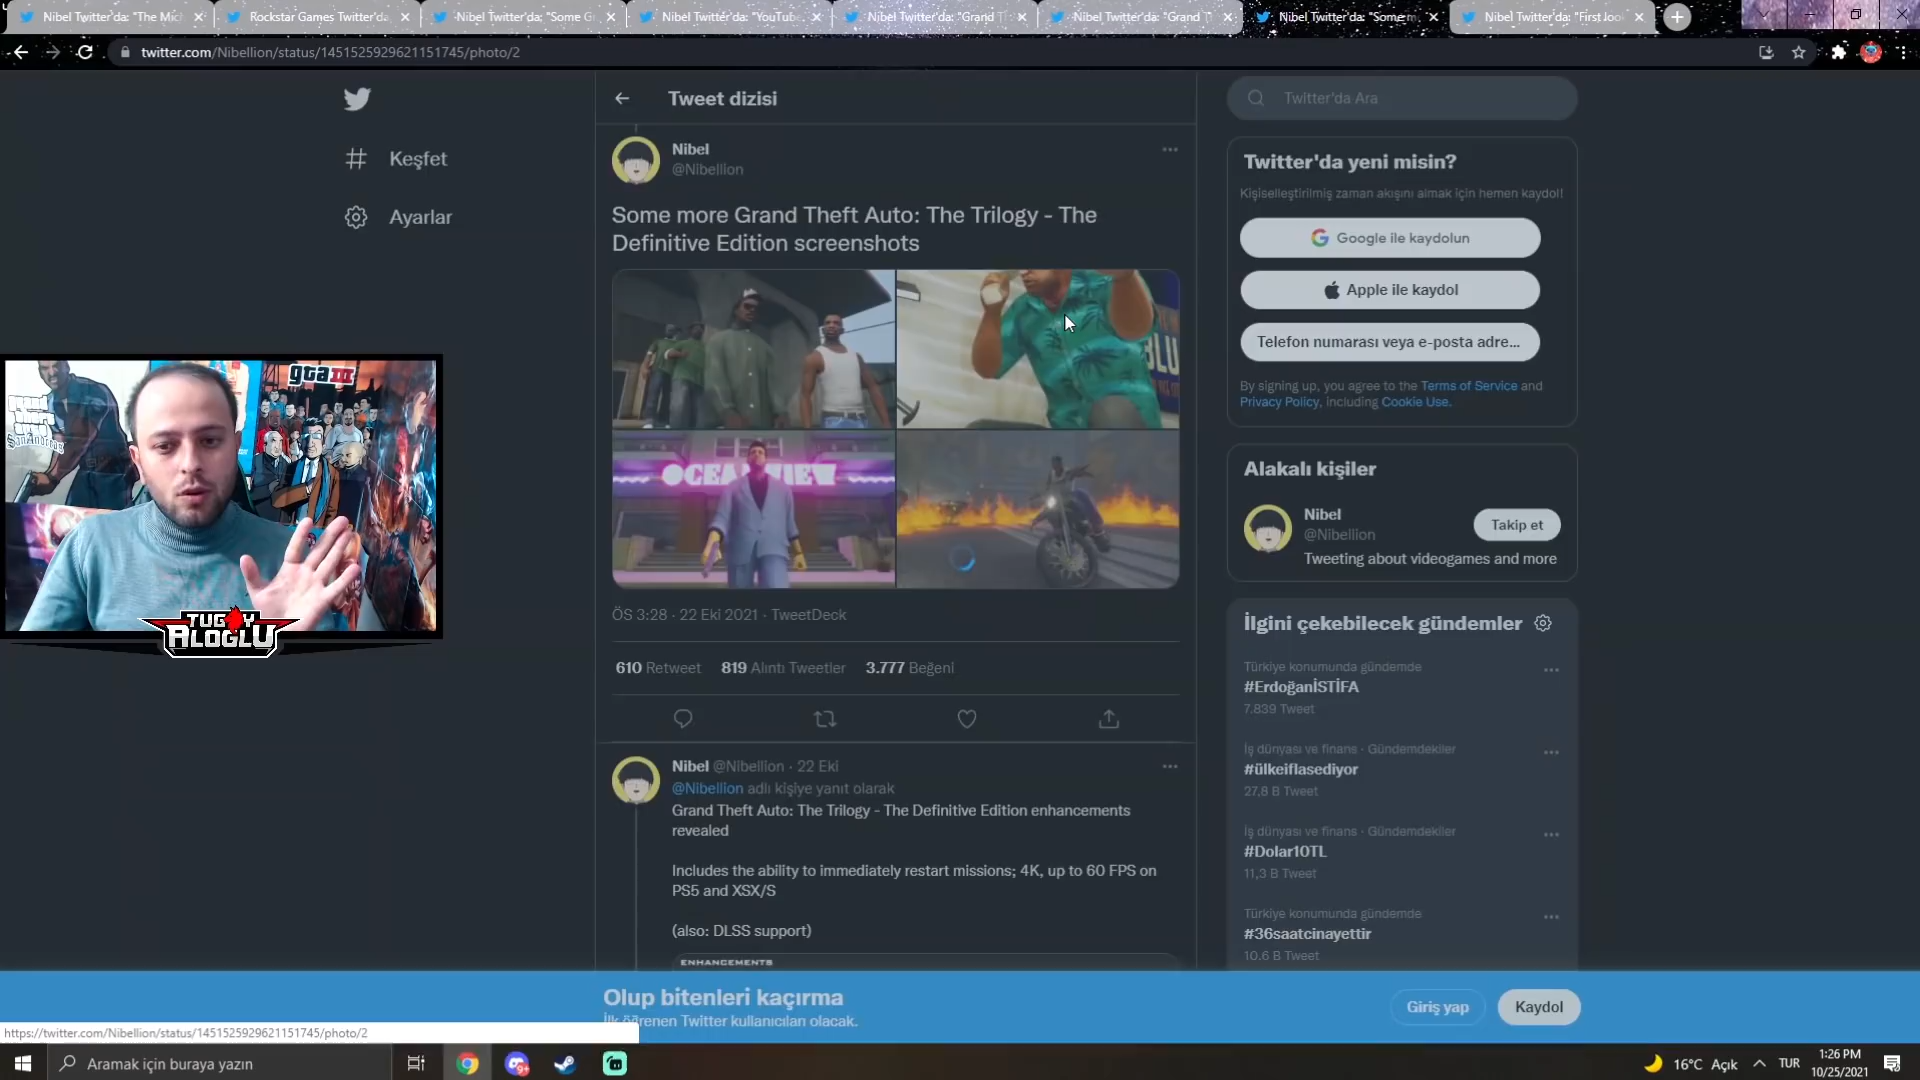 Nibel Twitter'da: "The Mic
Rockstar Games Twitter'da
Nibel Twitter'da: "Some G
Nibel Twitter'da: "YouTube
Nibel Twitter'da: "Grand T
Nibel Twitter'da: "Grand T
Nibel Twitter'da: "Some m
Nibel Twitter'da: "First loo
twitter.com/Nibellion/status/1451525929621151745/photo/2
Keşfet
Ayarlar
Tweet dizisi
Nibel
@Nibellion
Some more Grand Theft Auto: The Trilogy - The
Definitive Edition screenshots
OCEAN VIEW
ÖS 3:28 · 22 Eki 2021 · TweetDeck
610 Retweet 819 Alıntı Tweetler 3.777 Beğeni
Nibel @Nibellion · 22 Eki
@Nibellion adlı kişiye yanıt olarak
Grand Theft Auto: The Trilogy - The Definitive Edition enhancements
revealed
Includes the ability to immediately restart missions; 4K, up to 60 FPS on
PS5 and XSX/S
(also: DLSS support)
ENHANCEMENTS
Twitter'da Ara
Twitter'da yeni misin?
Kişiselleştirilmiş zaman akışını almak için hemen kaydol!
Google ile kaydolun
Apple ile kaydol
Telefon numarası veya e-posta adre...
By signing up, you agree to the Terms of Service and
Privacy Policy, including Cookie Use.
Alakalı kişiler
Nibel
@Nibellion
Takip et
Tweeting about videogames and more
İlgini çekebilecek gündemler
Türkiye konumunda gündemde
#ErdoğanİSTİFA
7.839 Tweet
İş dünyası ve finans · Gündemdekiler
#ülkeiflasediyor
27,8 B Tweet
İş dünyası ve finans · Gündemdekiler
#Dolar10TL
11,3 B Tweet
Türkiye konumunda gündemde
#36saatcinayettir
10.6 B Tweet
gta III
San Andreas
TUGAY
ALOGLU
Olup bitenleri kaçırma
İlk öğrenen Twitter kullanıcıları olacak.
Giriş yap
Kaydol
https://twitter.com/Nibellion/status/1451525929621151745/photo/2
Aramak için buraya yazın
16°C Açık
TUR
1:26 PM
10/25/2021